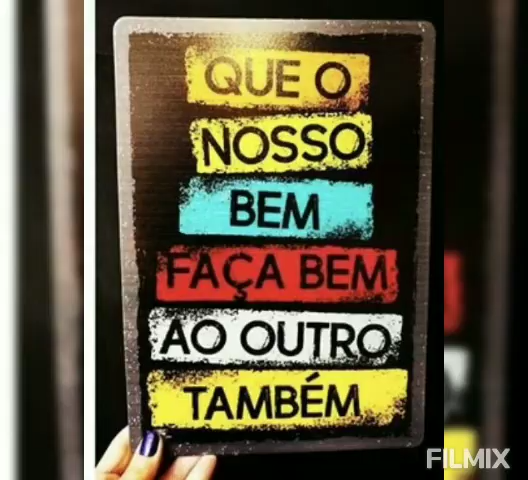 QUE O
NOSSO
BEM
FAÇA BEM
AO OUTRO
TAMBÉM
FILMIX